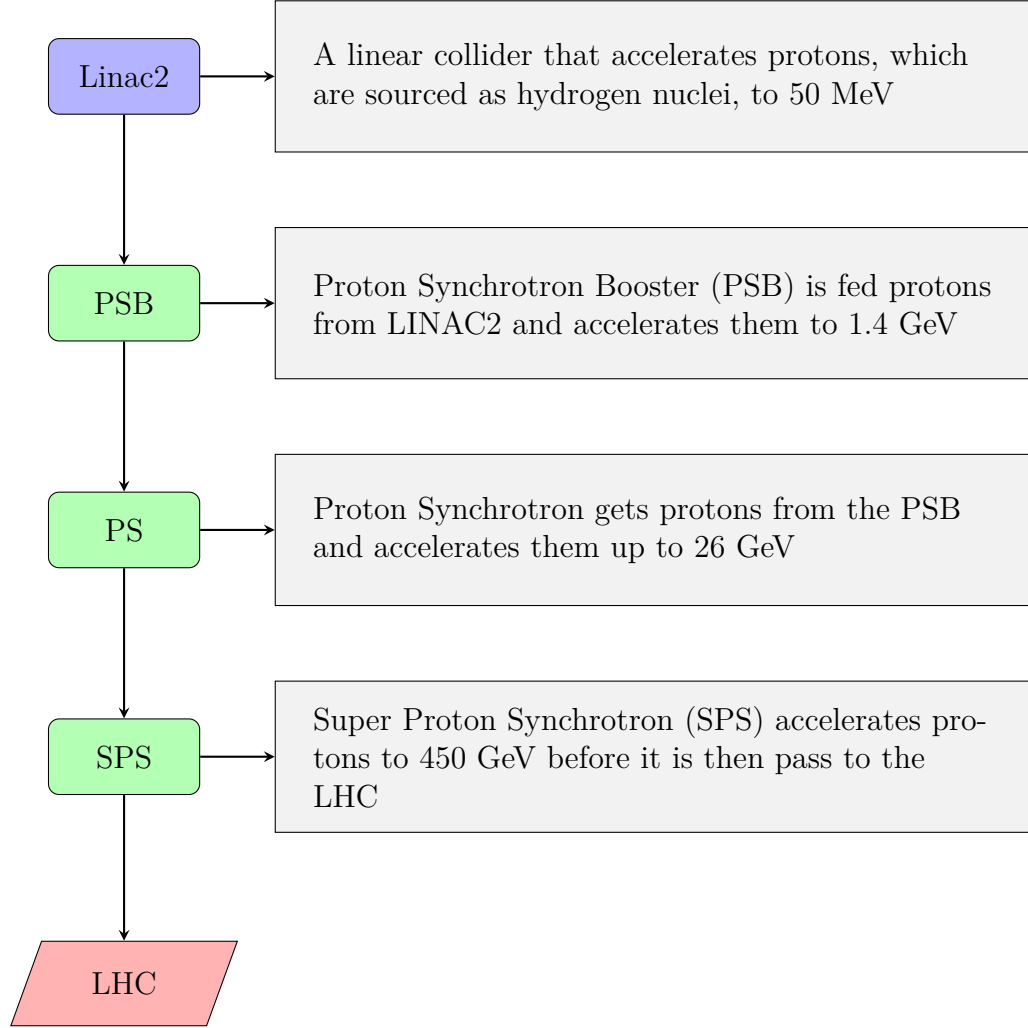 Linac2
A linear collider that accelerates protons, which
are sourced as hydrogen nuclei, to 50 MeV
PSB
Proton Synchrotron Booster (PSB) is fed protons
from LINAC2 and accelerates them to 1.4 GeV
PS
Proton Synchrotron gets protons from the PSB
and accelerates them up to 26 GeV
SPS
Super Proton Synchrotron (SPS) accelerates pro-
tons to 450 GeV before it is then pass to the
LHC
LHC